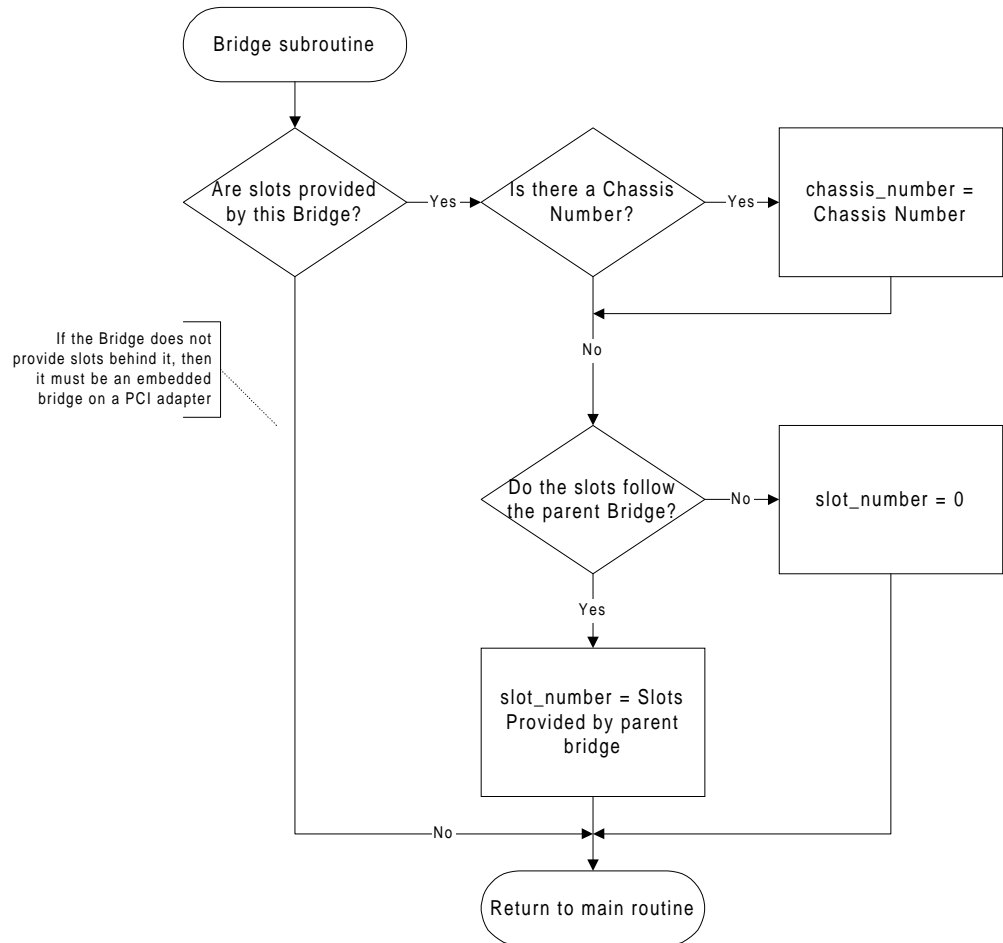 Bridge subroutine
Are slots provided
by this Bridge?
Yes
Is there a Chassis
Number?
Yes
chassis_number =
Chassis Number
If the Bridge does not
provide slots behind it, then
it must be an embedded
bridge on a PCI adapter
No
Do the slots follow
the parent Bridge?
No
slot_number = 0
Yes
slot_number = Slots
Provided by parent
bridge
No
Return to main routine